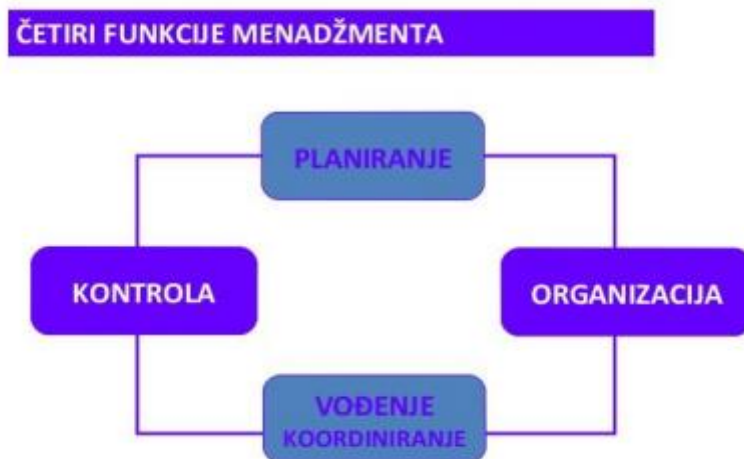 ČETIRI FUNKCIJE MENADŽMENTA
PLANIRANJE
KONTROLA
ORGANIZACIJA
VOĐENJE
KOORDINIRANJE